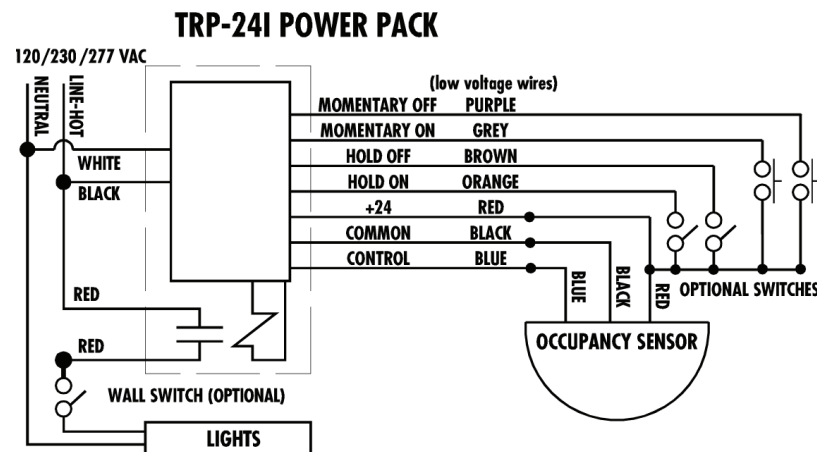 TRP-24I POWER PACK
120/230/277 VAC
NEUTRAL
LINE-HOT
(low voltage wires)
MOMENTARY OFF PURPLE
MOMENTARY ON GREY
HOLD OFF BROWN
HOLD ON ORANGE
+24 RED
COMMON BLACK
CONTROL BLUE
WHITE
BLACK
RED
RED
BLUE
BLACK
RED
OPTIONAL SWITCHES
OCCUPANCY SENSOR
WALL SWITCH (OPTIONAL)
LIGHTS